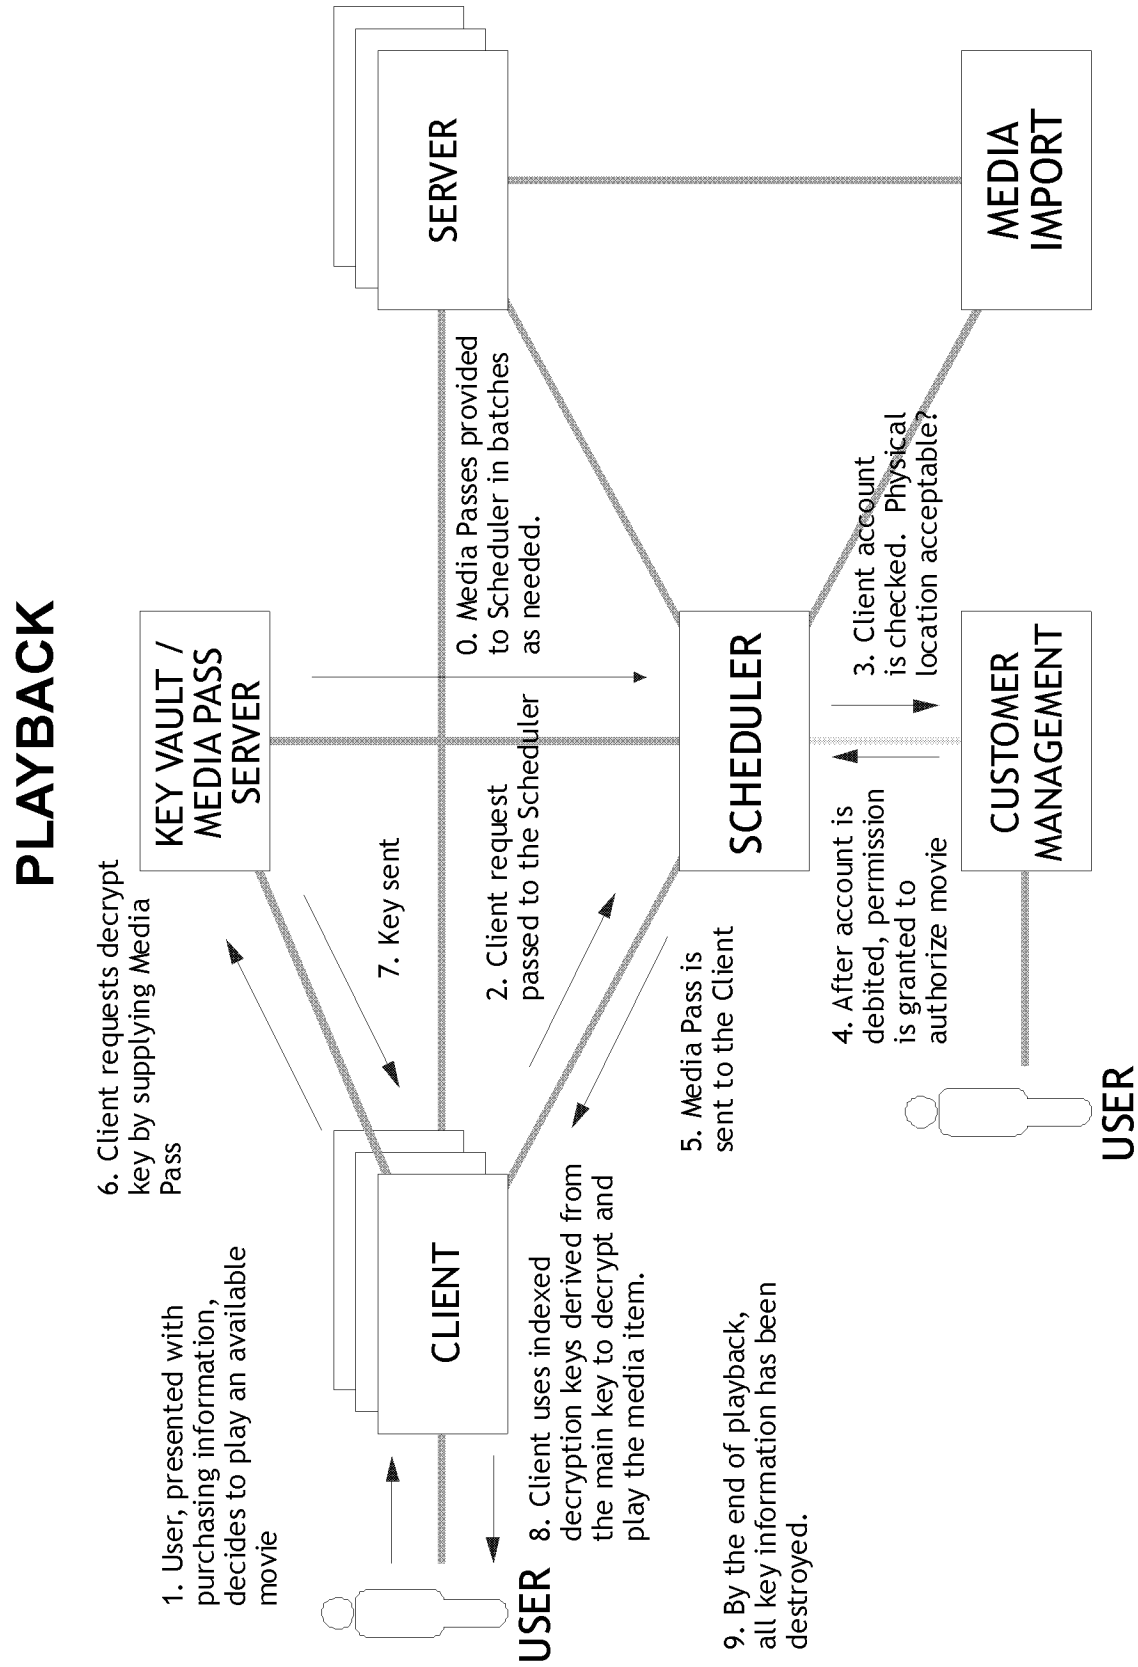 PLAYBACK
6. Client requests decrypt
key by supplying Media
Pass
KEY VAULT /
MEDIA PASS
SERVER
1. User, presented with
purchasing information,
decides to play an available
movie
7. Key sent
0. Media Passes provided
to Scheduler in batches
as needed.
SERVER
CLIENT
2. Client request
passed to the Scheduler
USER
8. Client uses indexed
decryption keys derived from
the main key to decrypt and
play the media item.
5. Media Pass is
sent to the Client
SCHEDULER
9. By the end of playback,
all key information has been
destroyed.
4. After account is
debited, permission
is granted to
authorize movie
3. Client account
is checked. Physical
location acceptable?
USER
CUSTOMER
MANAGEMENT
MEDIA
IMPORT